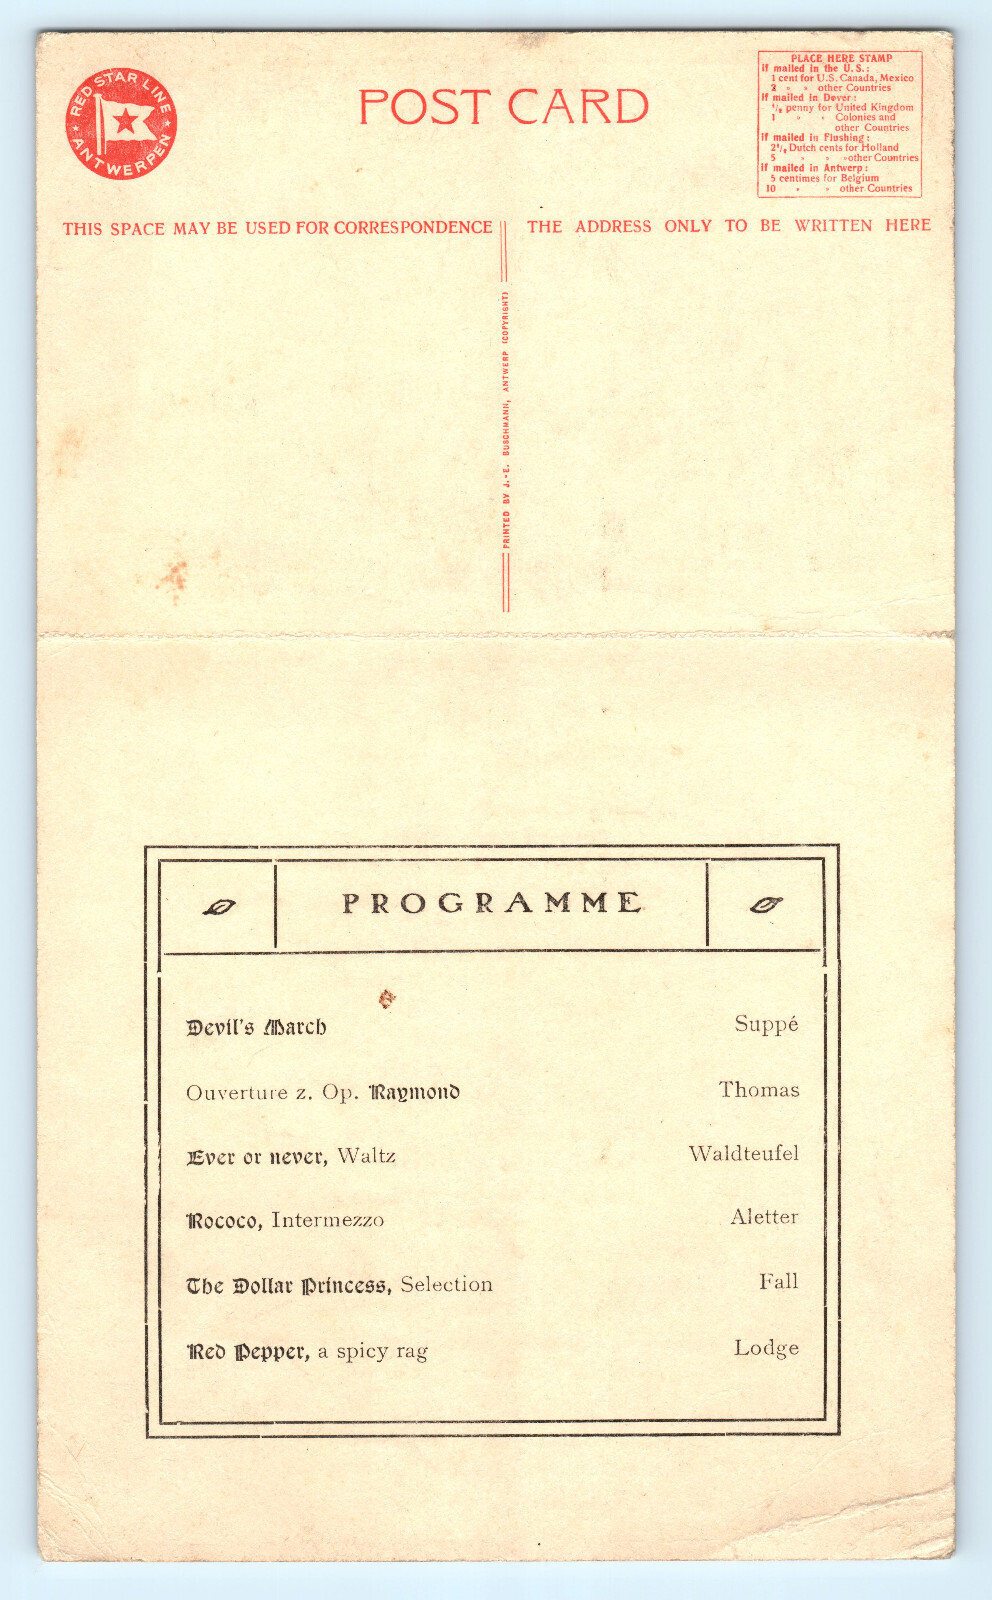 RED STAR LINE
ANTWERPEN
POST CARD
PLACE HERE STAMP
If mailed in the U.S.:
1 cent for U.S. Canada, Mexico
2 " " other Countries
If mailed in Dover:
1/2 penny for United Kingdom
1 " " Colonies and
other Countries
If mailed in Flushing:
2 1/2 Dutch cents for Holland
5 " " " other Countries
If mailed in Antwerp:
5 centimes for Belgium
10 " " other Countries
THIS SPACE MAY BE USED FOR CORRESPONDENCE
THE ADDRESS ONLY TO BE WRITTEN HERE
PRINTED BY J.-E. BUSCHMANN, ANTWERP (COPYRIGHT)
PROGRAMME
Devil's March Suppé
Ouverture z. Op. Raymond Thomas
Ever or never, Waltz Waldteufel
Rococo, Intermezzo Aletter
The Dollar Princess, Selection Fall
Red Pepper, a spicy rag Lodge